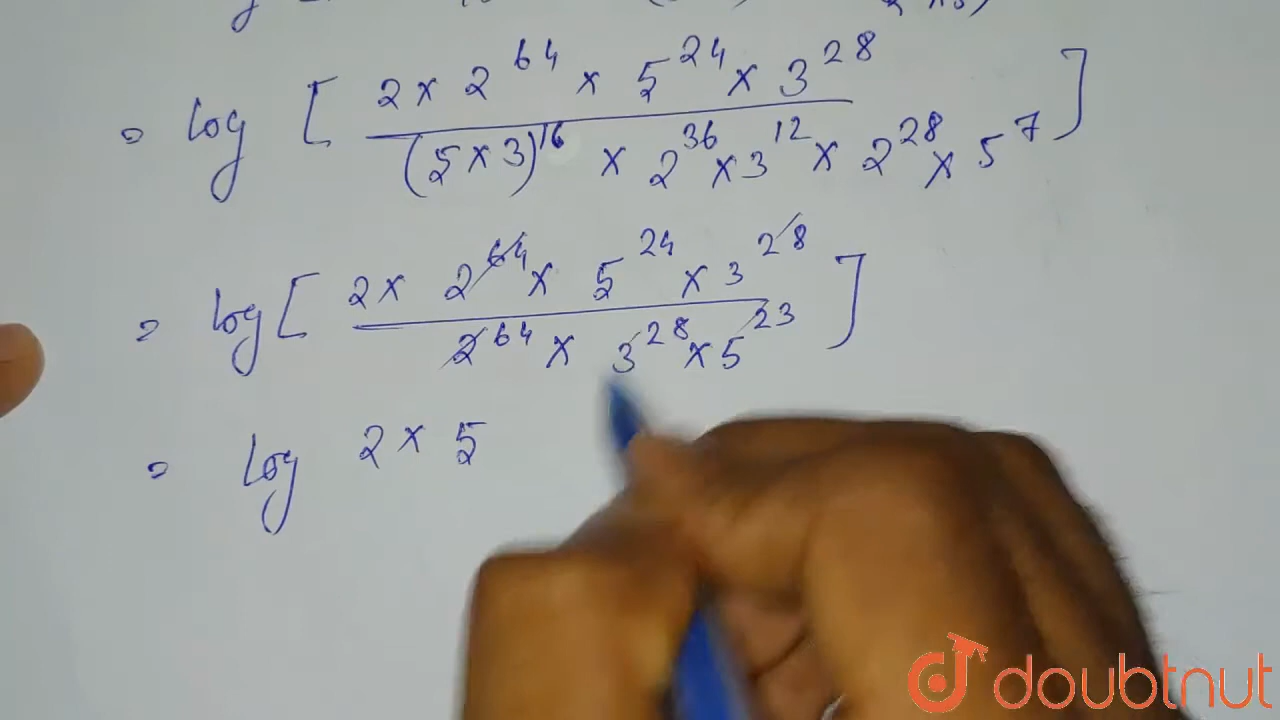 = log [ (2 × 2^64 × 5^24 × 3^28) / ((5 × 3)^16 × 2^36 × 3^12 × 2^28 × 5^7) ]
= log [ (2 × 2^64 × 5^24 × 3^28) / (2^64 × 3^28 × 5^23) ]
= log 2 × 5
doubtnut